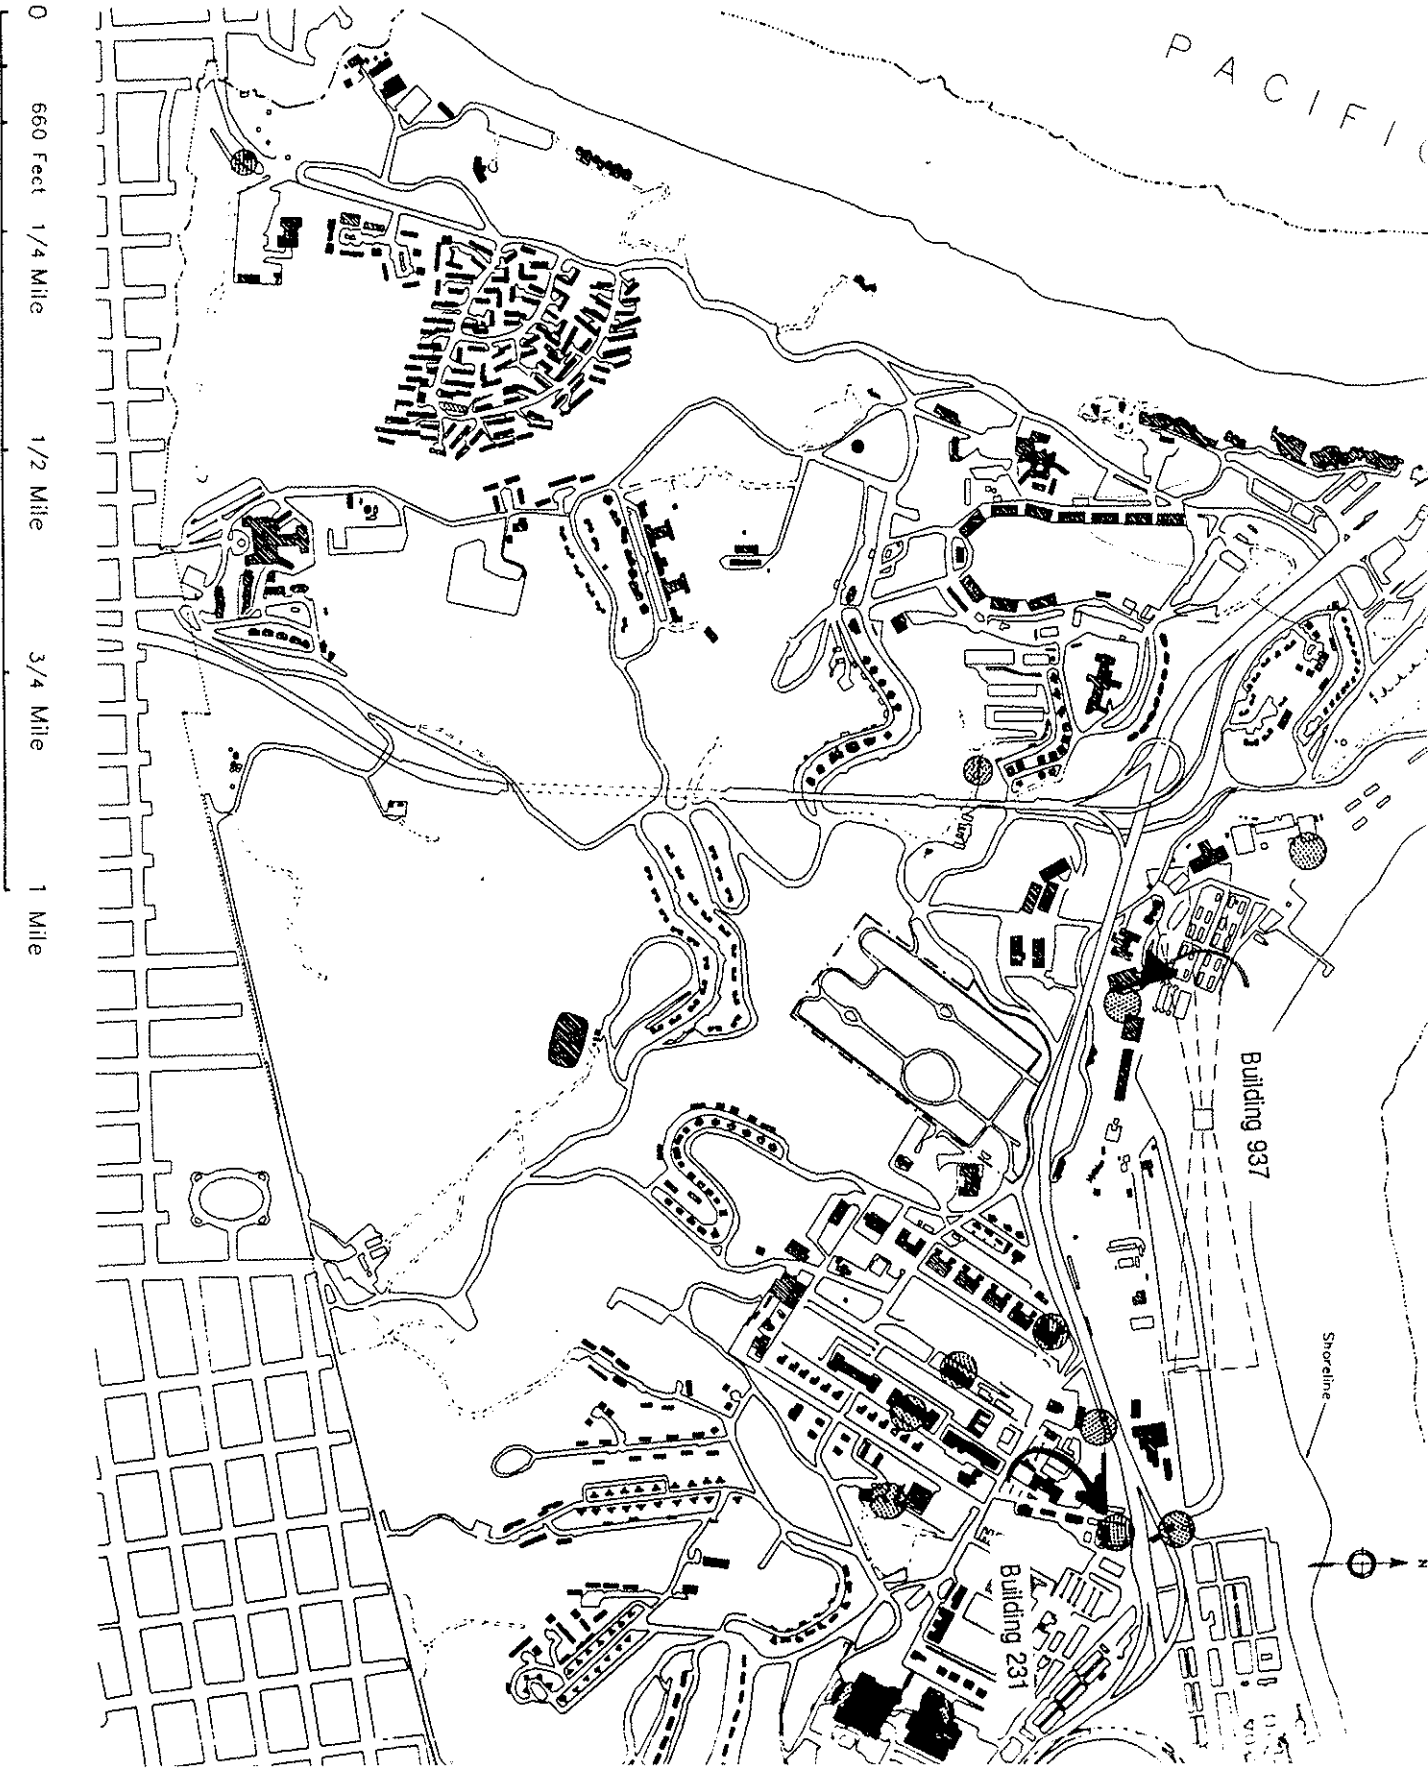 PACIFIC
Building 937
Shoreline
Building 231
N
0 660 Feet 1/4 Mile 1/2 Mile 3/4 Mile 1 Mile